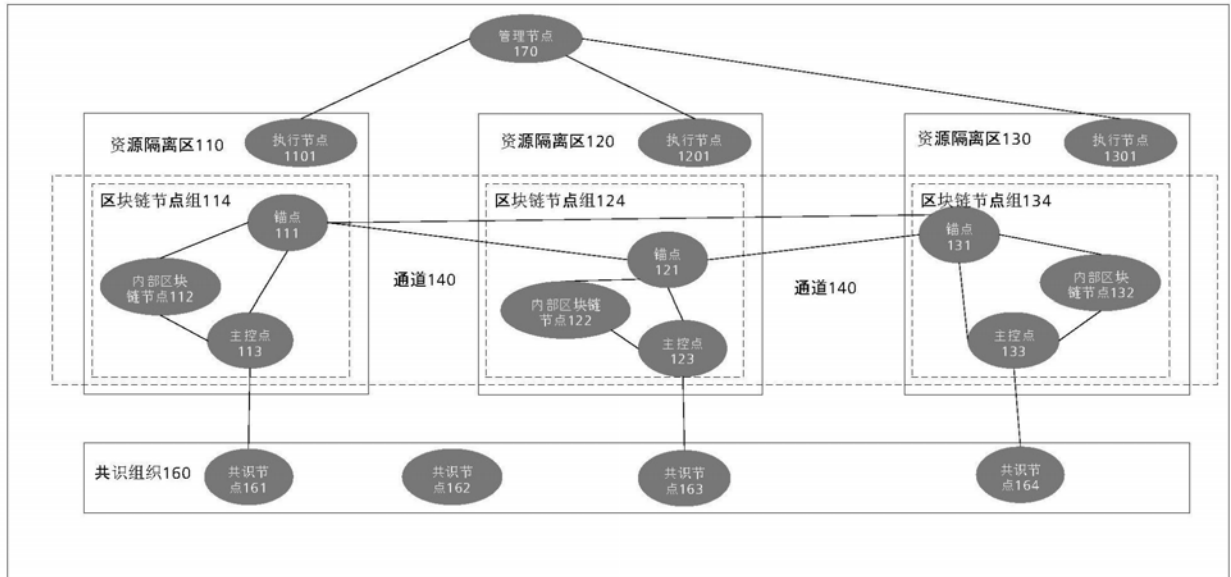 管理节点
170
资源隔离区110
执行节点
1101
资源隔离区120
执行节点
1201
资源隔离区130
执行节点
1301
区块链节点组114
锚点
111
内部区块
链节点112
主控点
113
通道140
区块链节点组124
锚点
121
内部区块链
节点122
主控点
123
通道140
区块链节点组134
锚点
131
内部区块
链节点132
主控点
133
共识组织160
共识节
点161
共识节
点162
共识节
点163
共识节
点164